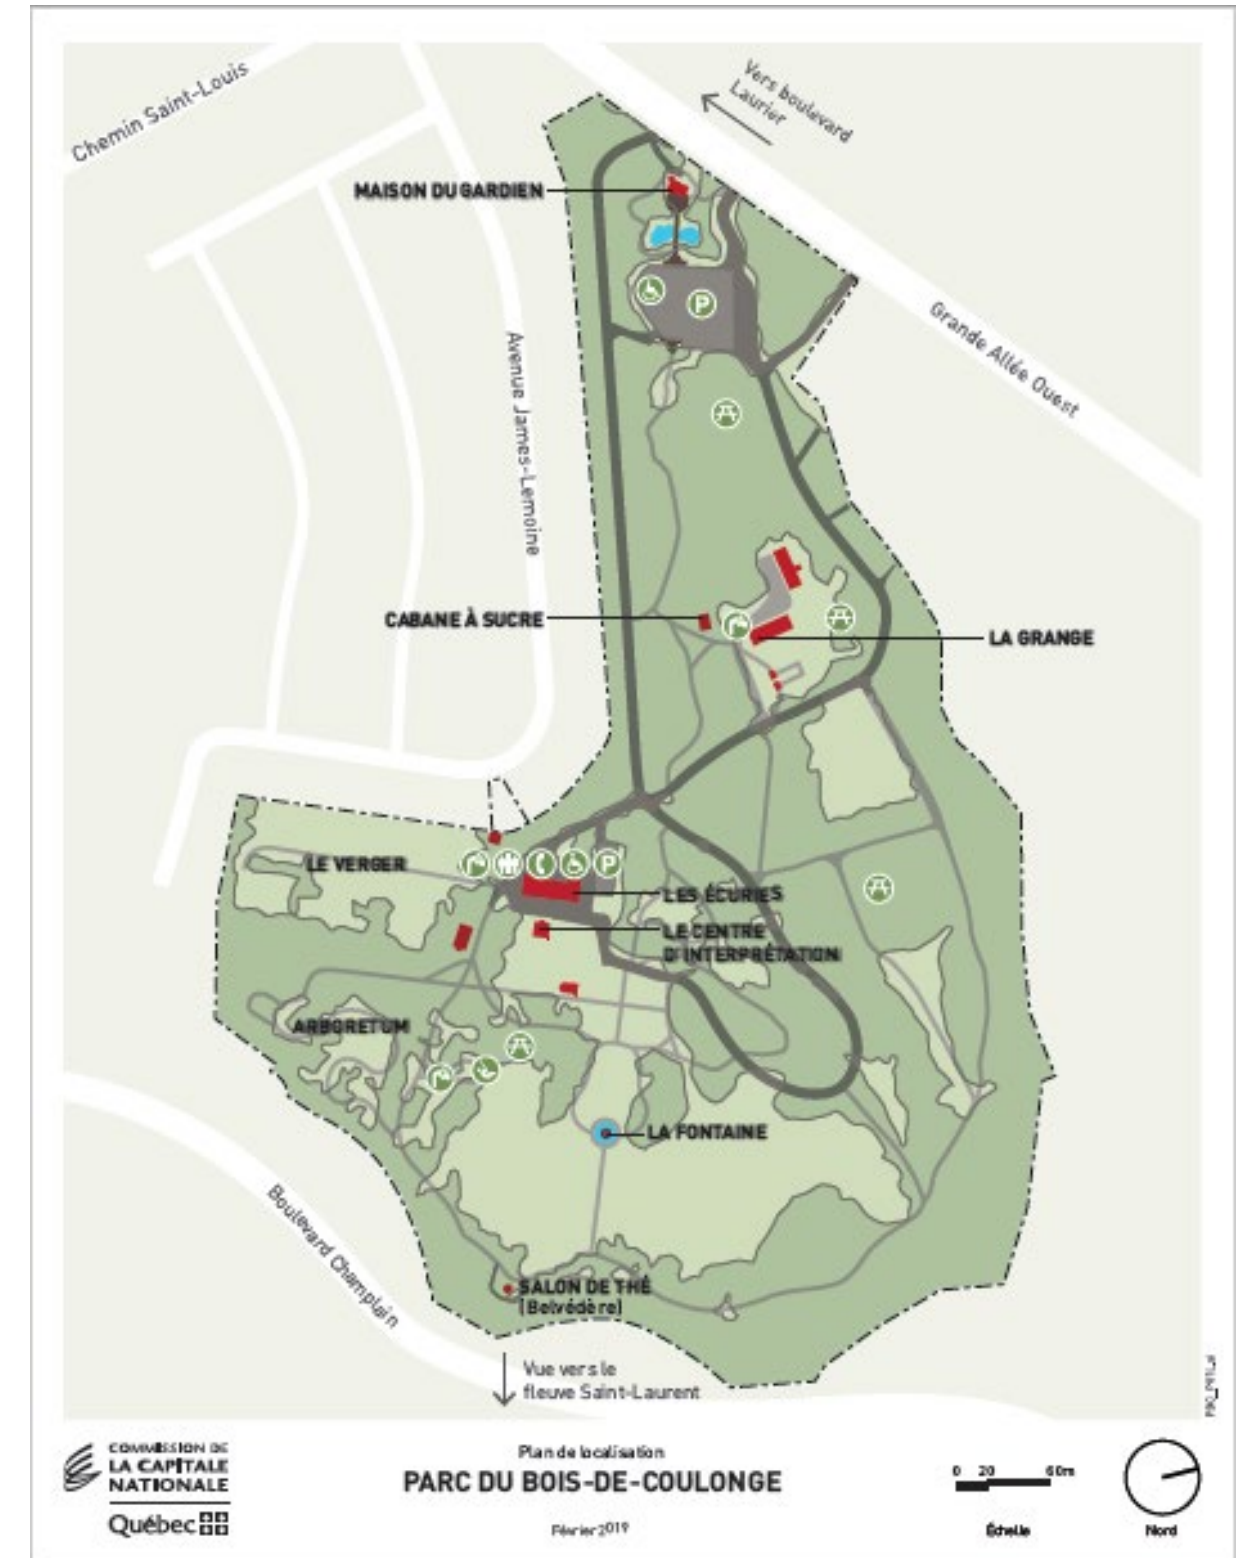 Chemin Saint-Louis
Vers boulevard
Laurier
MAISON DU GARDIEN
P
Grande Allée Ouest
Avenue James-Lemoine
CABANE À SUCRE
LA GRANGE
LE VERGER
P
LES ÉCURIES
LE CENTRE
D'INTERPRÉTATION
ARBORETUM
LA FONTAINE
Boulevard Champlain
SALON DE THÉ
(Belvédère)
Vue vers le
fleuve Saint-Laurent
COMMISSION DE
LA CAPITALE
NATIONALE
Québec
Plan de localisation
PARC DU BOIS-DE-COULONGE
Février 2019
0 20 60m
Échelle
Nord